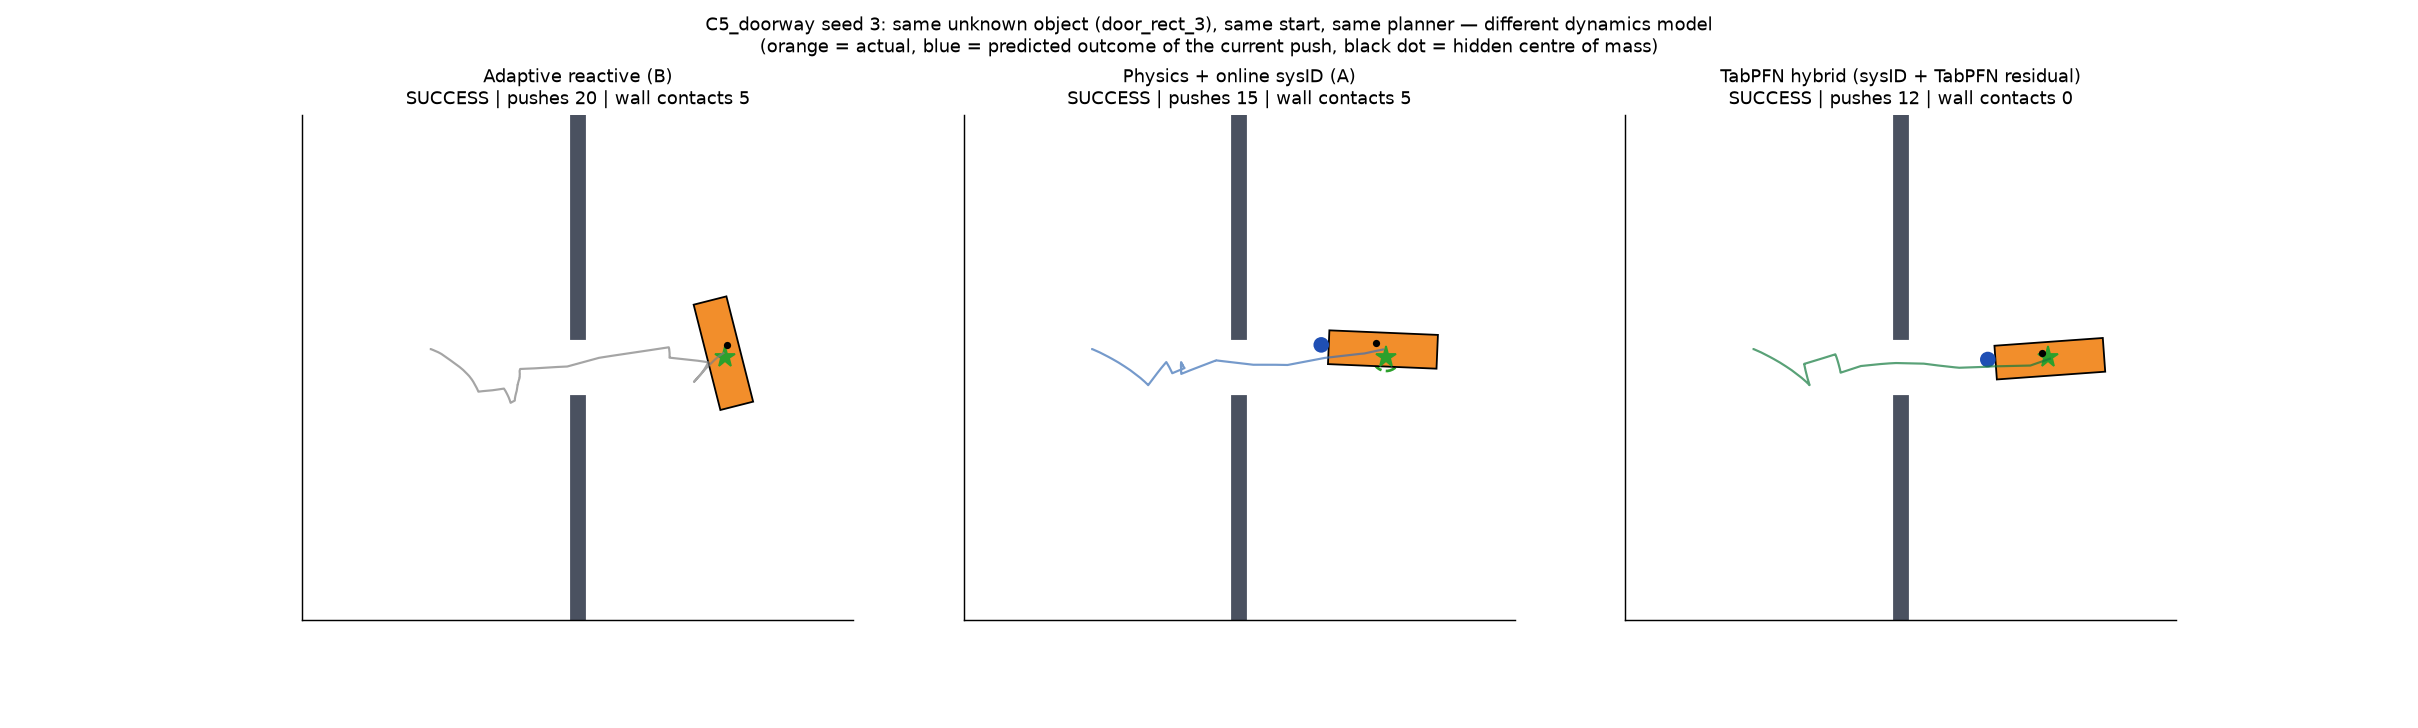 C5_doorway seed 3: same unknown object (door_rect_3), same start, same planner — different dynamics model
(orange = actual, blue = predicted outcome of the current push, black dot = hidden centre of mass)
Adaptive reactive (B)
SUCCESS | pushes 20 | wall contacts 5
Physics + online sysID (A)
SUCCESS | pushes 15 | wall contacts 5
TabPFN hybrid (sysID + TabPFN residual)
SUCCESS | pushes 12 | wall contacts 0